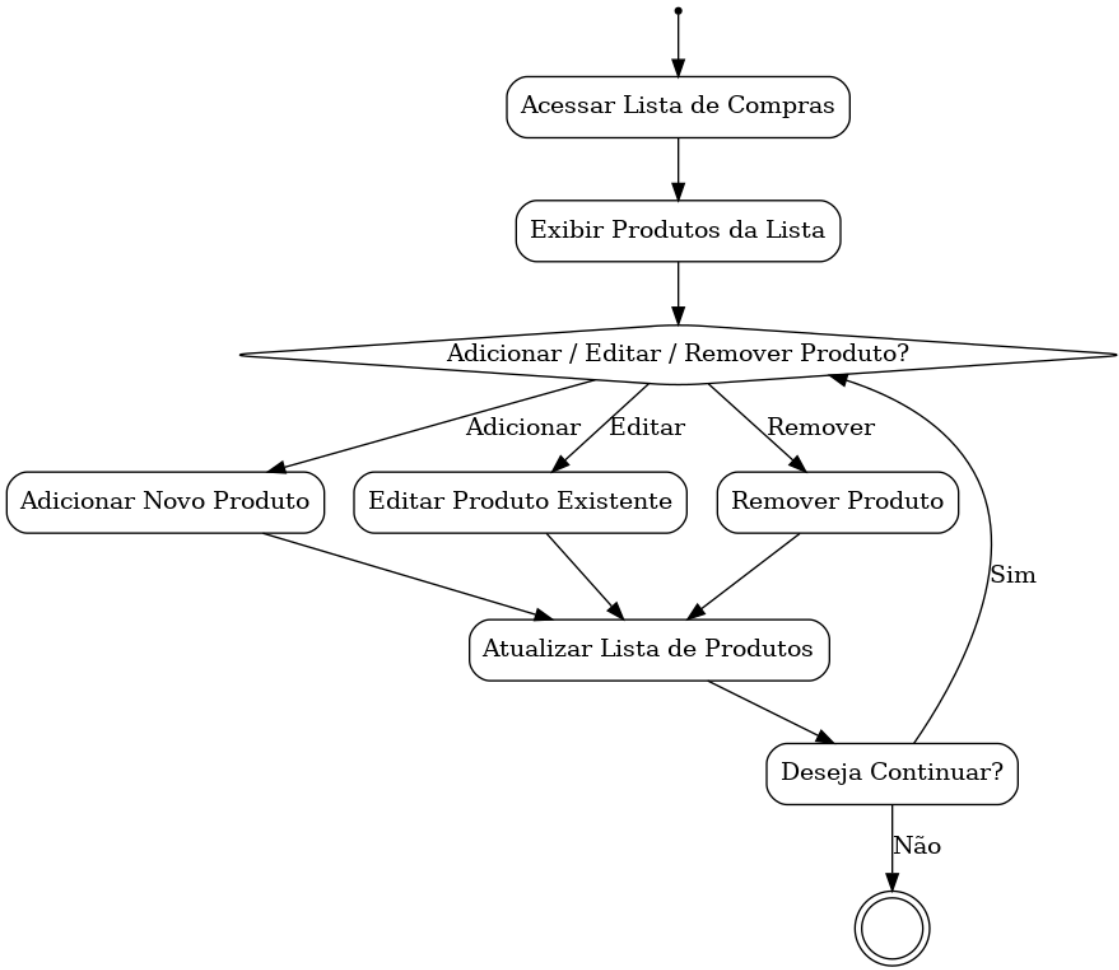 Acessar Lista de Compras
Exibir Produtos da Lista
Adicionar / Editar / Remover Produto?
Adicionar
Editar
Remover
Adicionar Novo Produto
Editar Produto Existente
Remover Produto
Sim
Atualizar Lista de Produtos
Deseja Continuar?
Não